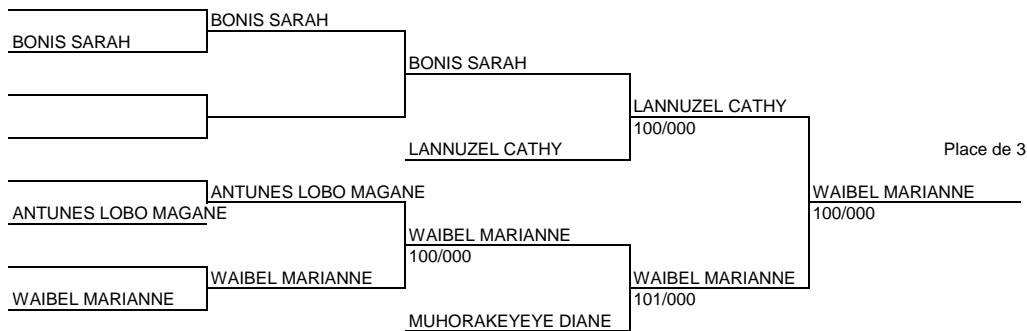 BONIS SARAH
BONIS SARAH
BONIS SARAH
LANNUZEL CATHY
100/000
LANNUZEL CATHY
Place de 3
ANTUNES LOBO MAGANE
WAIBEL MARIANNE
ANTUNES LOBO MAGANE
100/000
WAIBEL MARIANNE
100/000
WAIBEL MARIANNE
WAIBEL MARIANNE
WAIBEL MARIANNE
101/000
MUHORAKEYEYE DIANE